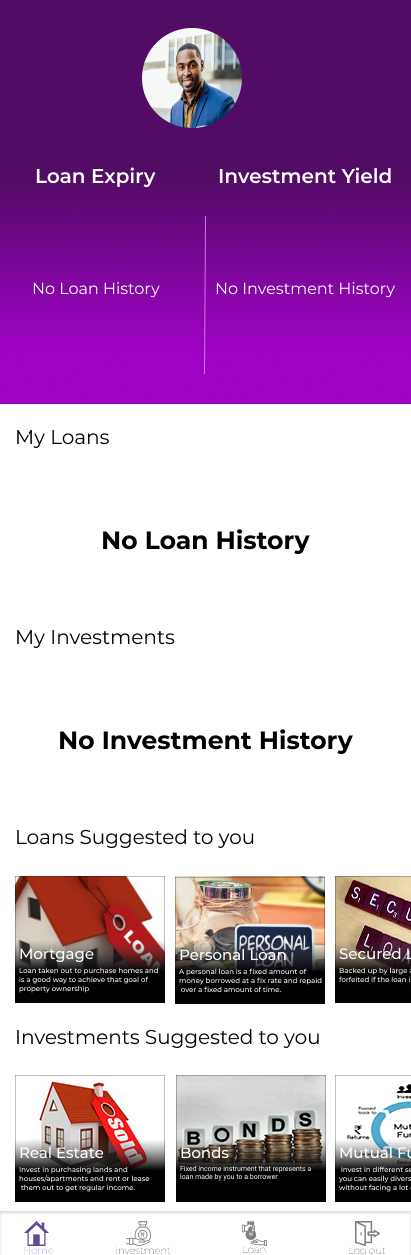 Loan Expiry
Investment Yield
No Loan History
No Investment History
My Loans
No Loan History
My Investments
No Investment History
Loans Suggested to you
LOAN
Mortgage
Loan taken out to purchase homes and
is a good way to achieve that goal of
property ownership
PERSONAL
LOAN
Personal Loan
A personal loan is a fixed amount of
money borrowed at a fix rate and repaid
over a fixed amount of time.
SECU
LO
Secured L
Backed up by large a
forfeited if the loan i
Investments Suggested to you
SOLD
Real Estate
Invest in purchasing lands and
houses/apartments and rent or lease
them out to get regular income.
BONDS
Bonds
Fixed income instrument that represents a
loan made by you to a borrower
Inves
Passed
back to
Mutu
Fun
Returns
Mutual Fu
invest in different se
you can easily divers
without facing a lot
Home
Investment
Loan
Log out